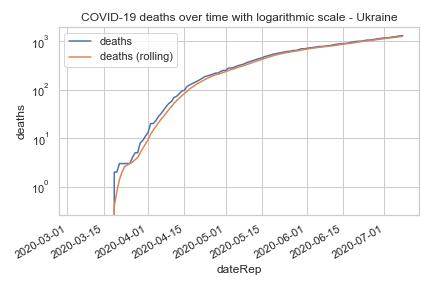 COVID-19 deaths over time with logarithmic scale - Ukraine
deaths
deaths (rolling)
deaths
10³
10²
10¹
10⁰
2020-03-01
2020-03-15
2020-04-01
2020-04-15
2020-05-01
2020-05-15
2020-06-01
2020-06-15
2020-07-01
dateRep